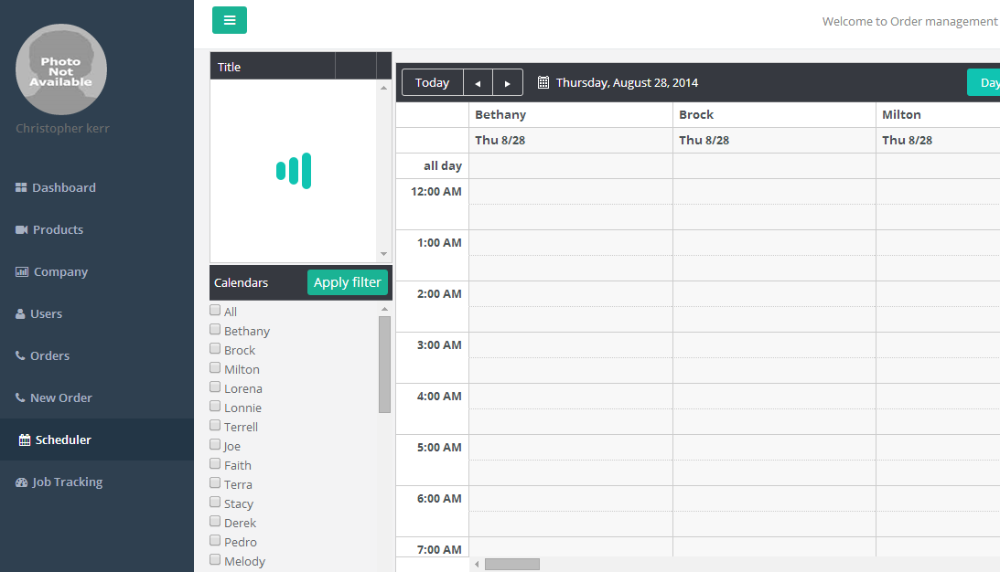 Photo
Not
Available
Christopher kerr
Dashboard
Products
Company
Users
Orders
New Order
Scheduler
Job Tracking
Welcome to Order management
Title
Calendars
Apply filter
All
Bethany
Brock
Milton
Lorena
Lonnie
Terrell
Joe
Faith
Terra
Stacy
Derek
Pedro
Melody
Today
Thursday, August 28, 2014
Day
Bethany Brock Milton
Thu 8/28 Thu 8/28 Thu 8/28
all day
12:00 AM
1:00 AM
2:00 AM
3:00 AM
4:00 AM
5:00 AM
6:00 AM
7:00 AM